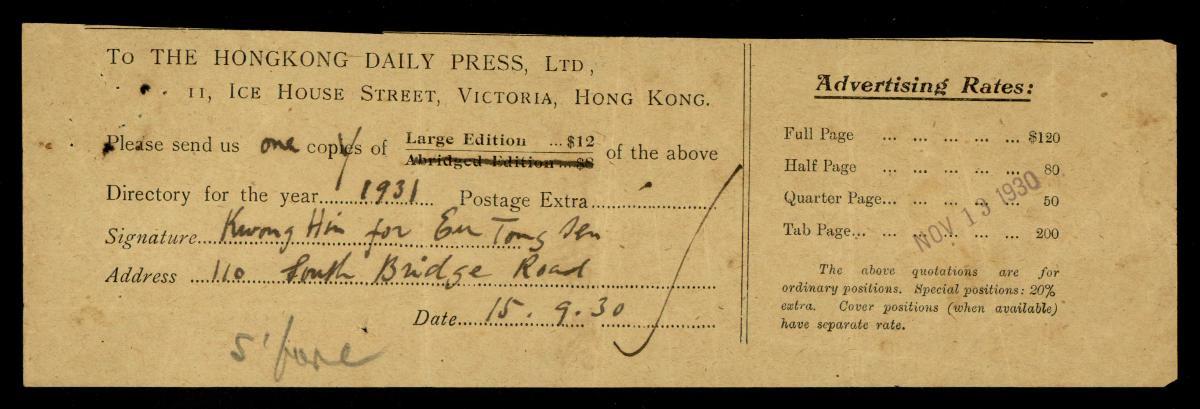 To THE HONGKONG DAILY PRESS, LTD,
11, ICE HOUSE STREET, VICTORIA, HONG KONG.
Please send us one copies of Large Edition ... $12 of the above
Abridged Edition ... $8
Directory for the year 1931 Postage Extra
Signature Kwong Him for Eu Tong Sen
Address 110 South Bridge Road
Date 15.9.30
S'pore
Advertising Rates:
Full Page ... ... ... ... $120
Half Page ... ... ... ... 80
Quarter Page... ... ... ... 50
Tab Page... ... ... ... ... 200
NOV 13 1930
The above quotations are for
ordinary positions. Special positions: 20%
extra. Cover positions (when available)
have separate rate.